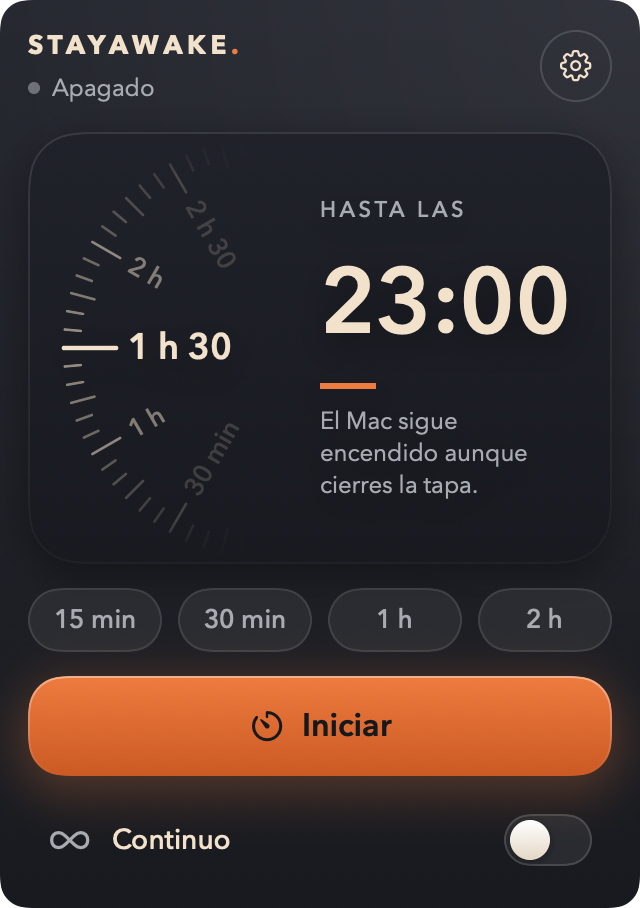 STAYAWAKE.
Apagado
2 h 30
2 h
1 h 30
1 h
30 min
HASTA LAS
23:00
El Mac sigue
encendido aunque
cierres la tapa.
15 min
30 min
1 h
2 h
Iniciar
Continuo